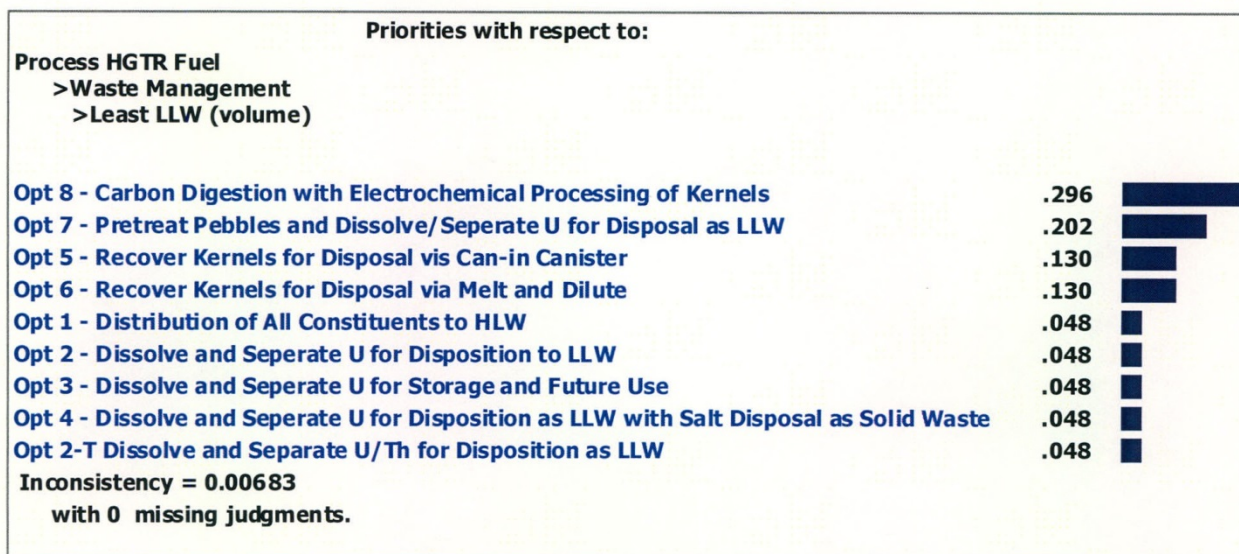 Priorities with respect to:
Process HGTR Fuel
>Waste Management
>Least LLW (volume)
Opt 8 - Carbon Digestion with Electrochemical Processing of Kernels .296
Opt 7 - Pretreat Pebbles and Dissolve/Seperate U for Disposal as LLW .202
Opt 5 - Recover Kernels for Disposal vis Can-in Canister .130
Opt 6 - Recover Kernels for Disposal via Melt and Dilute .130
Opt 1 - Distribution of All Constituents to HLW .048
Opt 2 - Dissolve and Seperate U for Disposition to LLW .048
Opt 3 - Dissolve and Seperate U for Storage and Future Use .048
Opt 4 - Dissolve and Seperate U for Disposition as LLW with Salt Disposal as Solid Waste .048
Opt 2-T Dissolve and Separate U/Th for Disposition as LLW .048
Inconsistency = 0.00683
with 0 missing judgments.